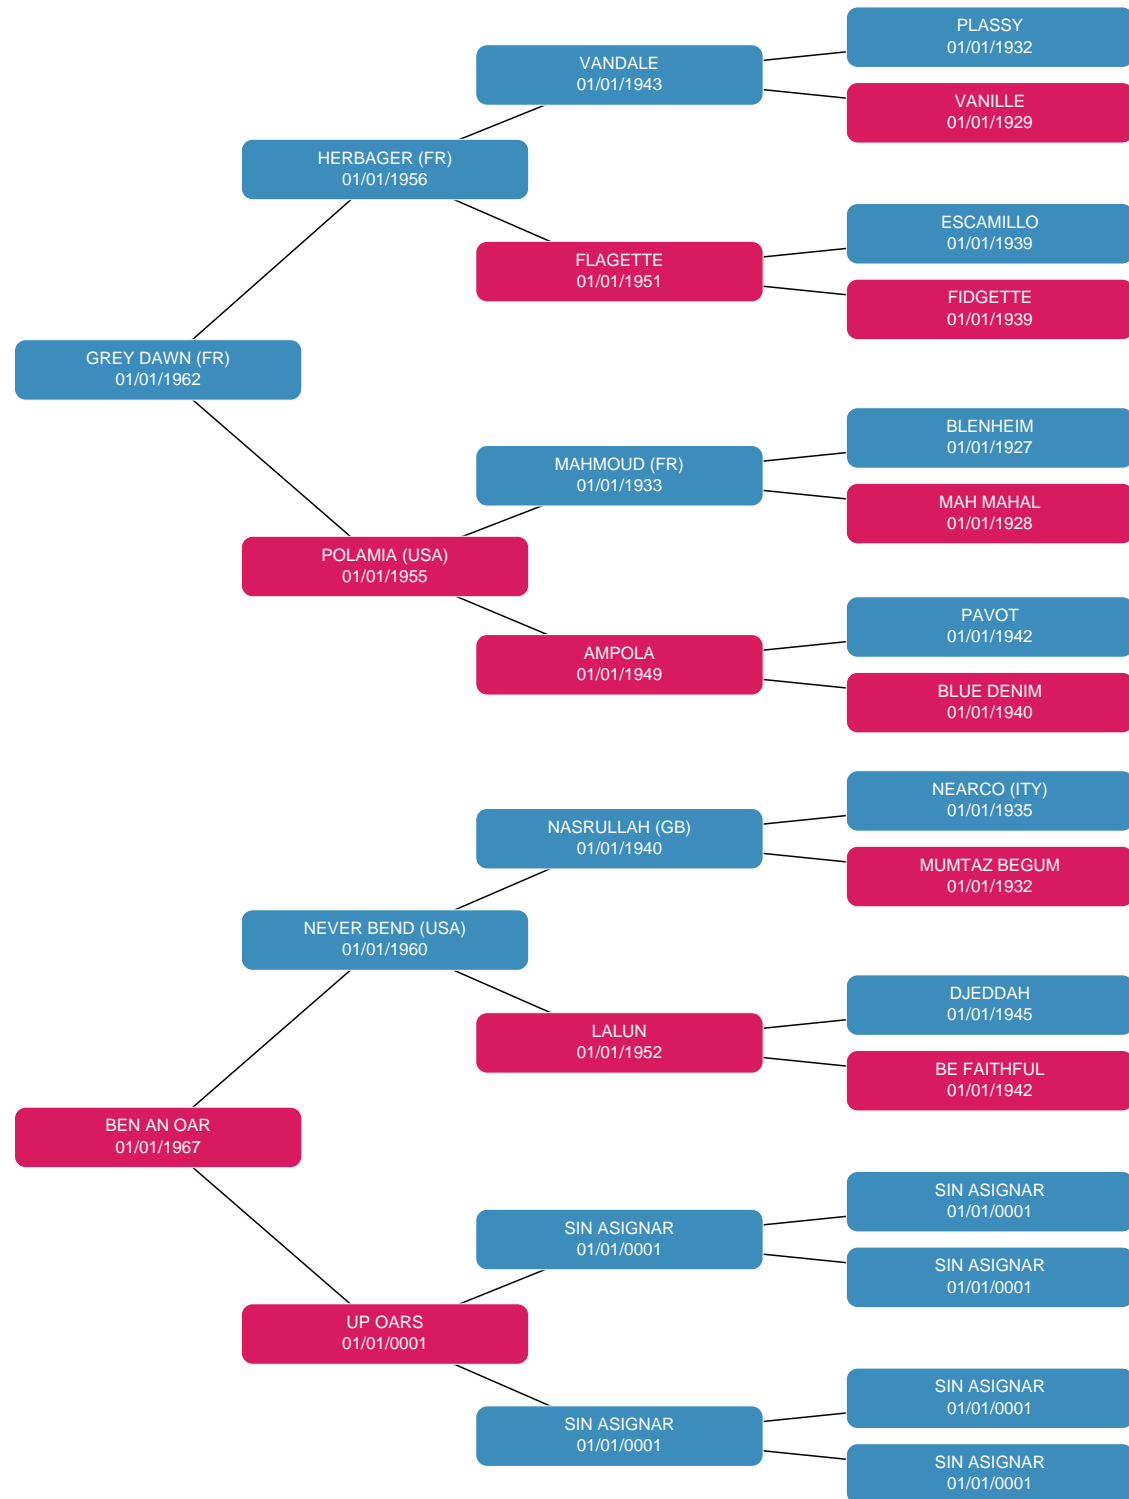 PLASSY
01/01/1932
VANDALE
01/01/1943
VANILLE
01/01/1929
HERBAGER (FR)
01/01/1956
ESCAMILLO
01/01/1939
FLAGETTE
01/01/1951
FIDGETTE
01/01/1939
GREY DAWN (FR)
01/01/1962
BLENHEIM
01/01/1927
MAHMOUD (FR)
01/01/1933
MAH MAHAL
01/01/1928
POLAMIA (USA)
01/01/1955
PAVOT
01/01/1942
AMPOLA
01/01/1949
BLUE DENIM
01/01/1940
NEARCO (ITY)
01/01/1935
NASRULLAH (GB)
01/01/1940
MUMTAZ BEGUM
01/01/1932
NEVER BEND (USA)
01/01/1960
DJEDDAH
01/01/1945
LALUN
01/01/1952
BE FAITHFUL
01/01/1942
BEN AN OAR
01/01/1967
SIN ASIGNAR
01/01/0001
SIN ASIGNAR
01/01/0001
SIN ASIGNAR
01/01/0001
UP OARS
01/01/0001
SIN ASIGNAR
01/01/0001
SIN ASIGNAR
01/01/0001
SIN ASIGNAR
01/01/0001